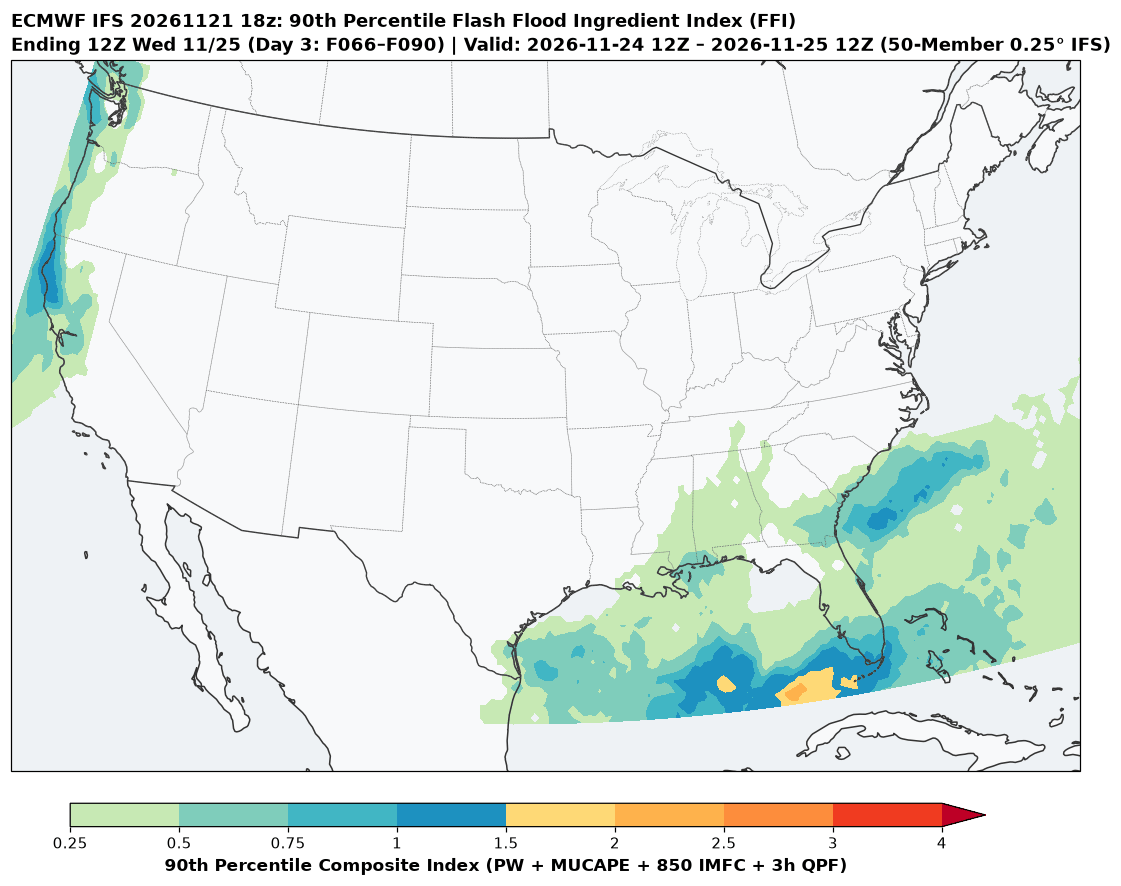 ECMWF IFS 20261121 18z: 90th Percentile Flash Flood Ingredient Index (FFI)
Ending 12Z Wed 11/25 (Day 3: F066–F090) | Valid: 2026-11-24 12Z – 2026-11-25 12Z (50-Member 0.25° IFS)
0.25 0.5 0.75 1 1.5 2 2.5 3 4
90th Percentile Composite Index (PW + MUCAPE + 850 IMFC + 3h QPF)